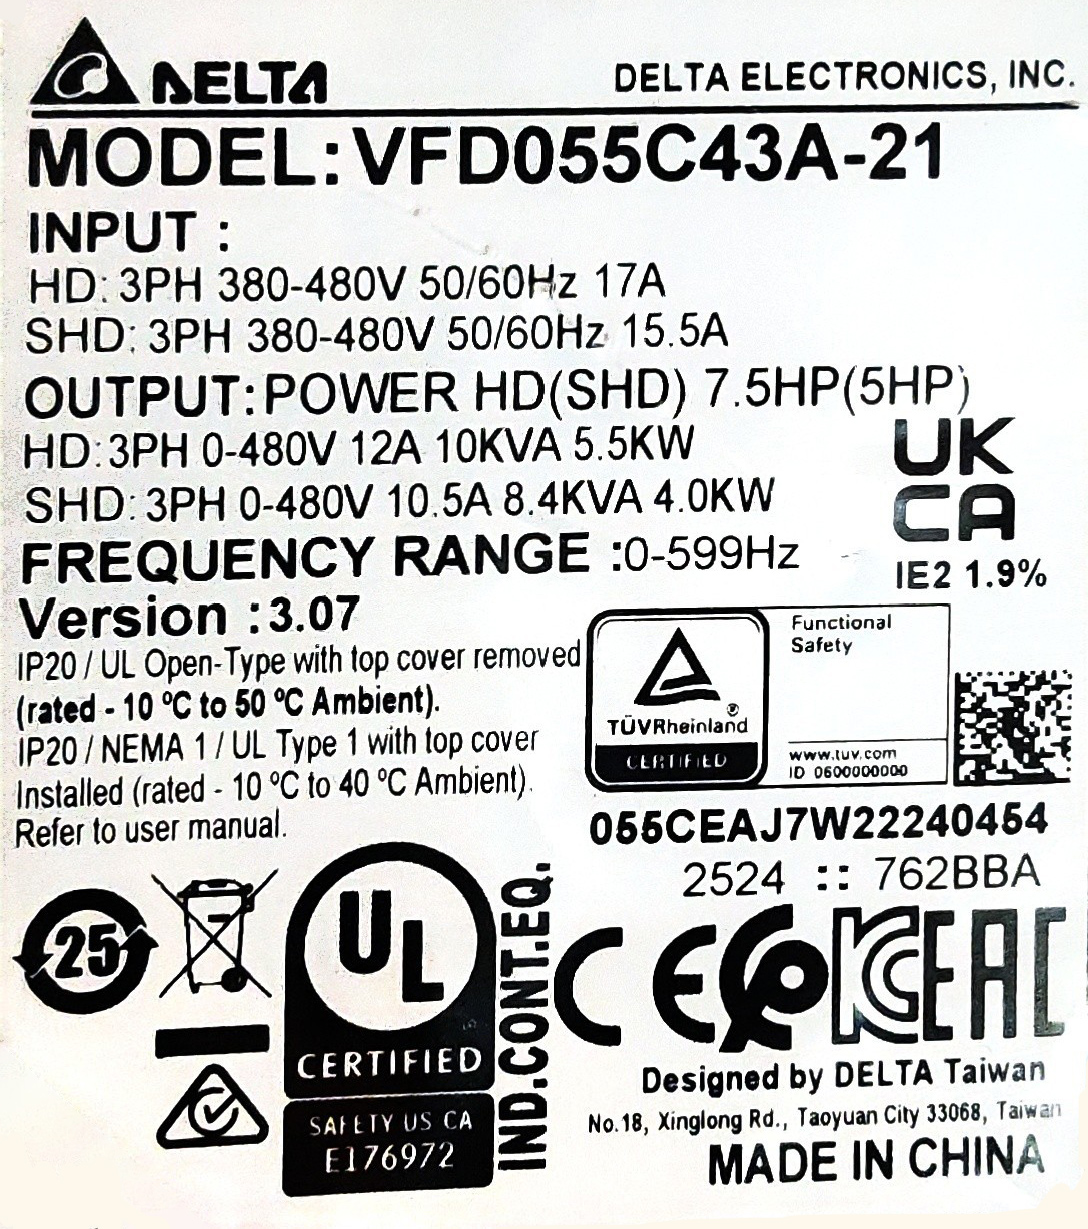 DELTA
DELTA ELECTRONICS, INC.
MODEL:VFD055C43A-21
INPUT :
HD: 3PH 380-480V 50/60Hz 17A
SHD: 3PH 380-480V 50/60Hz 15.5A
OUTPUT:POWER HD(SHD) 7.5HP(5HP)
HD: 3PH 0-480V 12A 10KVA 5.5KW
SHD: 3PH 0-480V 10.5A 8.4KVA 4.0KW
FREQUENCY RANGE :0-599Hz
Version :3.07
UK
CA
IE2 1.9%
IP20 / UL Open-Type with top cover removed
(rated - 10 °C to 50 °C Ambient).
IP20 / NEMA 1 / UL Type 1 with top cover
Installed (rated - 10 °C to 40 °C Ambient).
Refer to user manual.
TÜVRheinland ®
CERTIFIED
Functional
Safety
www.tuv.com
ID 0600000000
055CEAJ7W22240454
2524 :: 762BBA
25
UL
CERTIFIED
SAFETY US CA
E176972
IND.CONT.EQ.
CE
KC
EAC
Designed by DELTA Taiwan
No.18, Xinglong Rd., Taoyuan City 33068, Taiwan
MADE IN CHINA